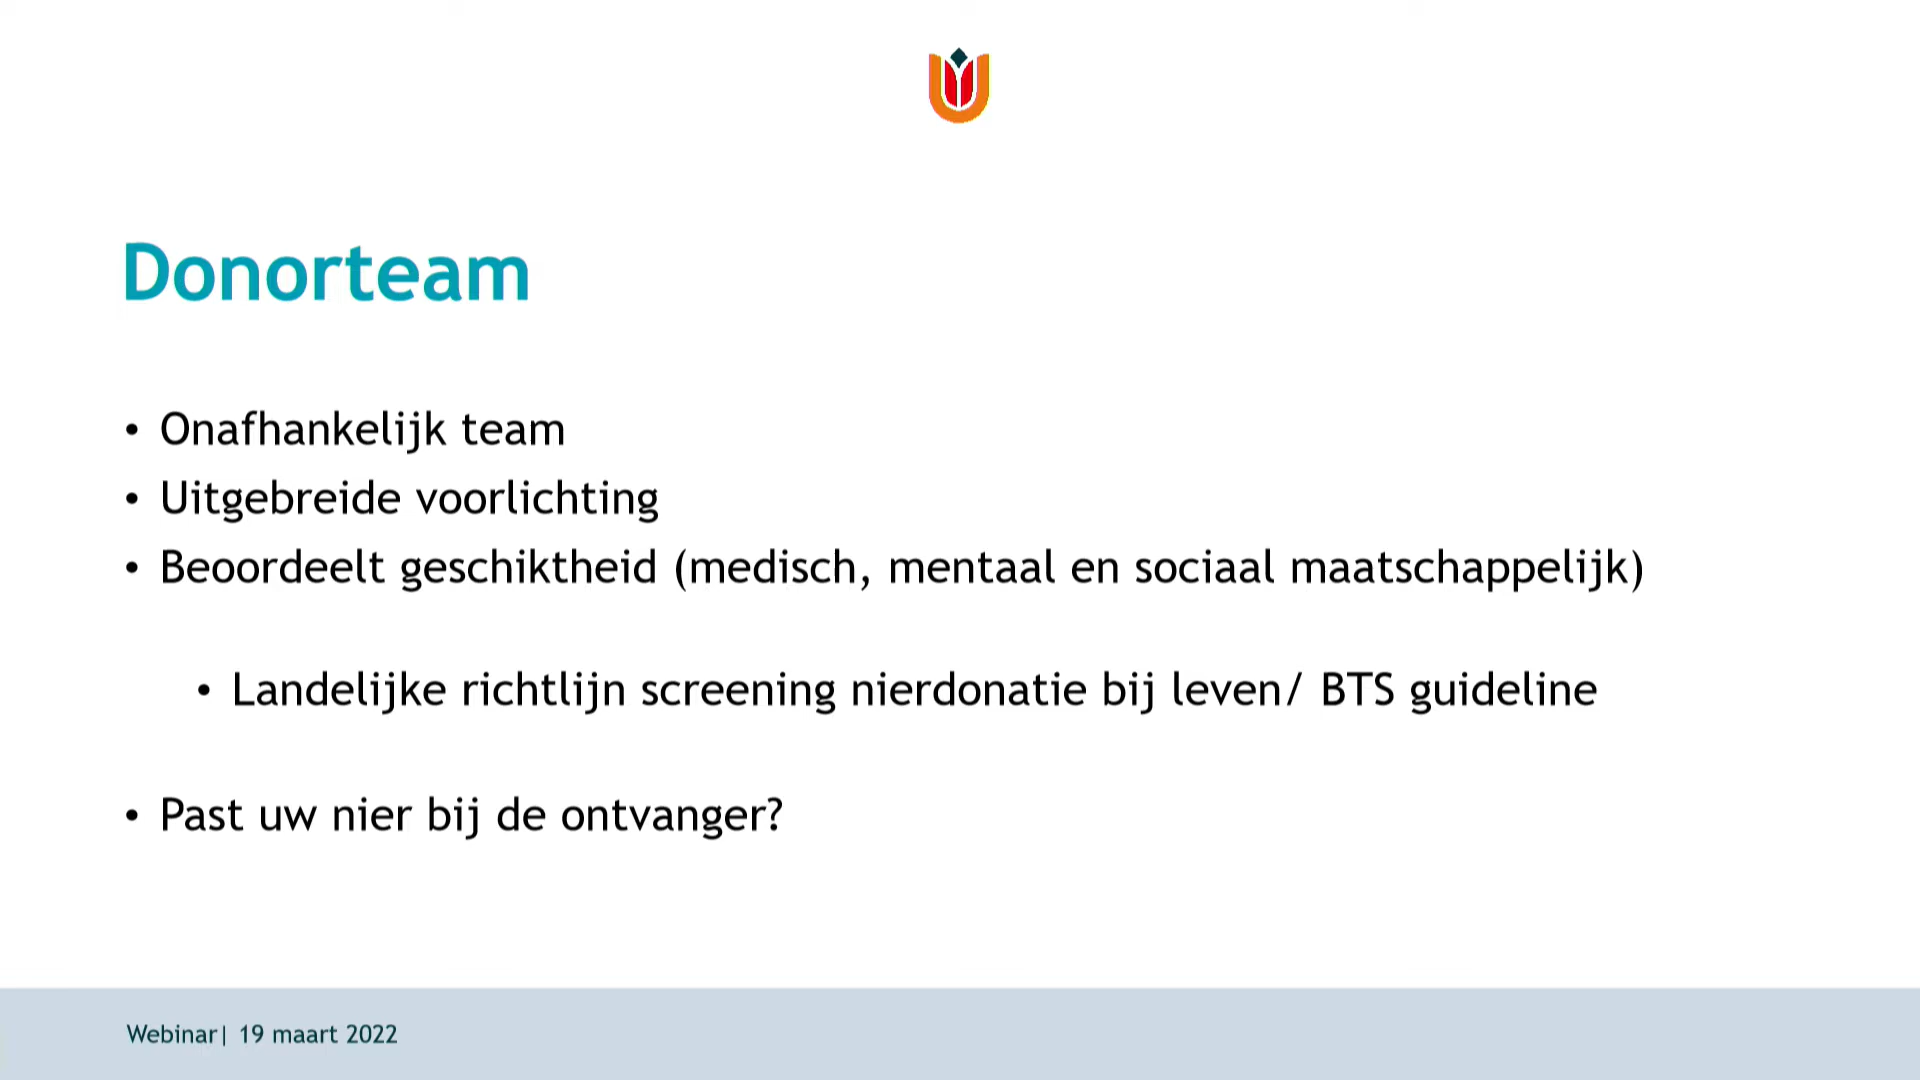 Donorteam
• Onafhankelijk team
• Uitgebreide voorlichting
• Beoordeelt geschiktheid (medisch, mentaal en sociaal maatschappelijk)
• Landelijke richtlijn screening nierdonatie bij leven/ BTS guideline
• Past uw nier bij de ontvanger?
Webinar| 19 maart 2022